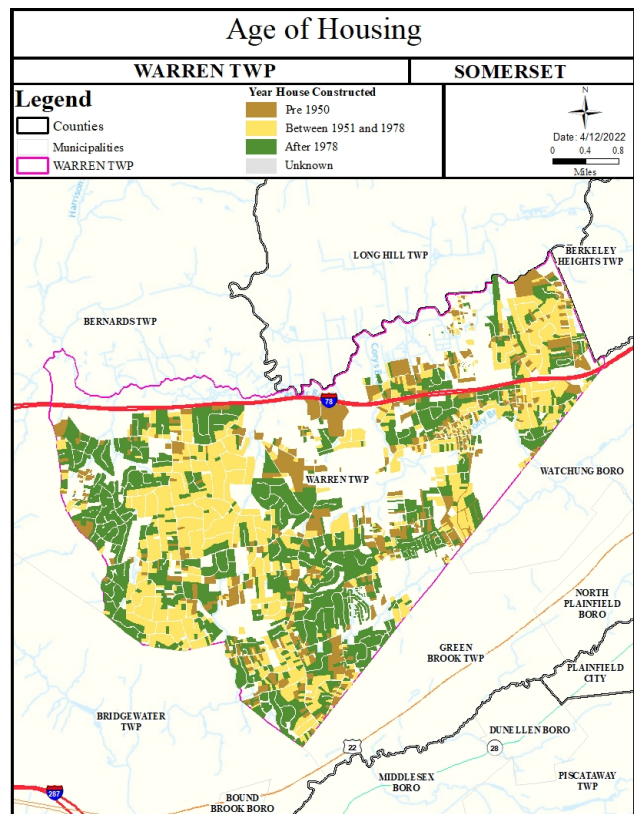 Age of Housing
WARREN TWP
SOMERSET
Legend
Counties
Municipalities
WARREN TWP
Year House Constructed
Pre 1950
Between 1951 and 1978
After 1978
Unknown
N
Date: 4/12/2022
0 0.4 0.8
Miles
Harrison
LONG HILL TWP
BERKELEY
HEIGHTS TWP
BERNARDS TWP
78
WARREN TWP
WATCHUNG BORO
NORTH
PLAINFIELD
BORO
GREEN
BROOK TWP
PLAINFIELD
CITY
BRIDGEWATER
TWP
DUNELLEN BORO
22
28
MIDDLESEX
BORO
PISCATAWAY
TWP
287
BOUND
BROOK BORO